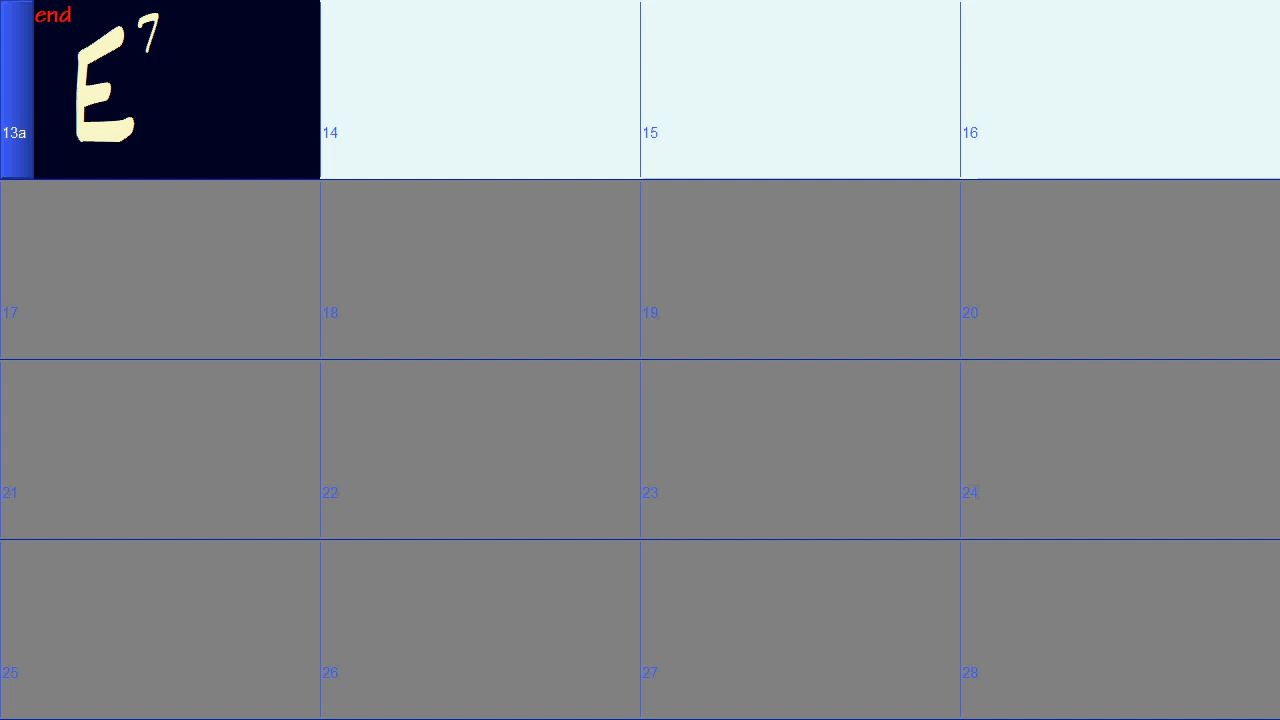 end
E7
13a 14 15 16
17 18 19 20
21 22 23 24
25 26 27 28